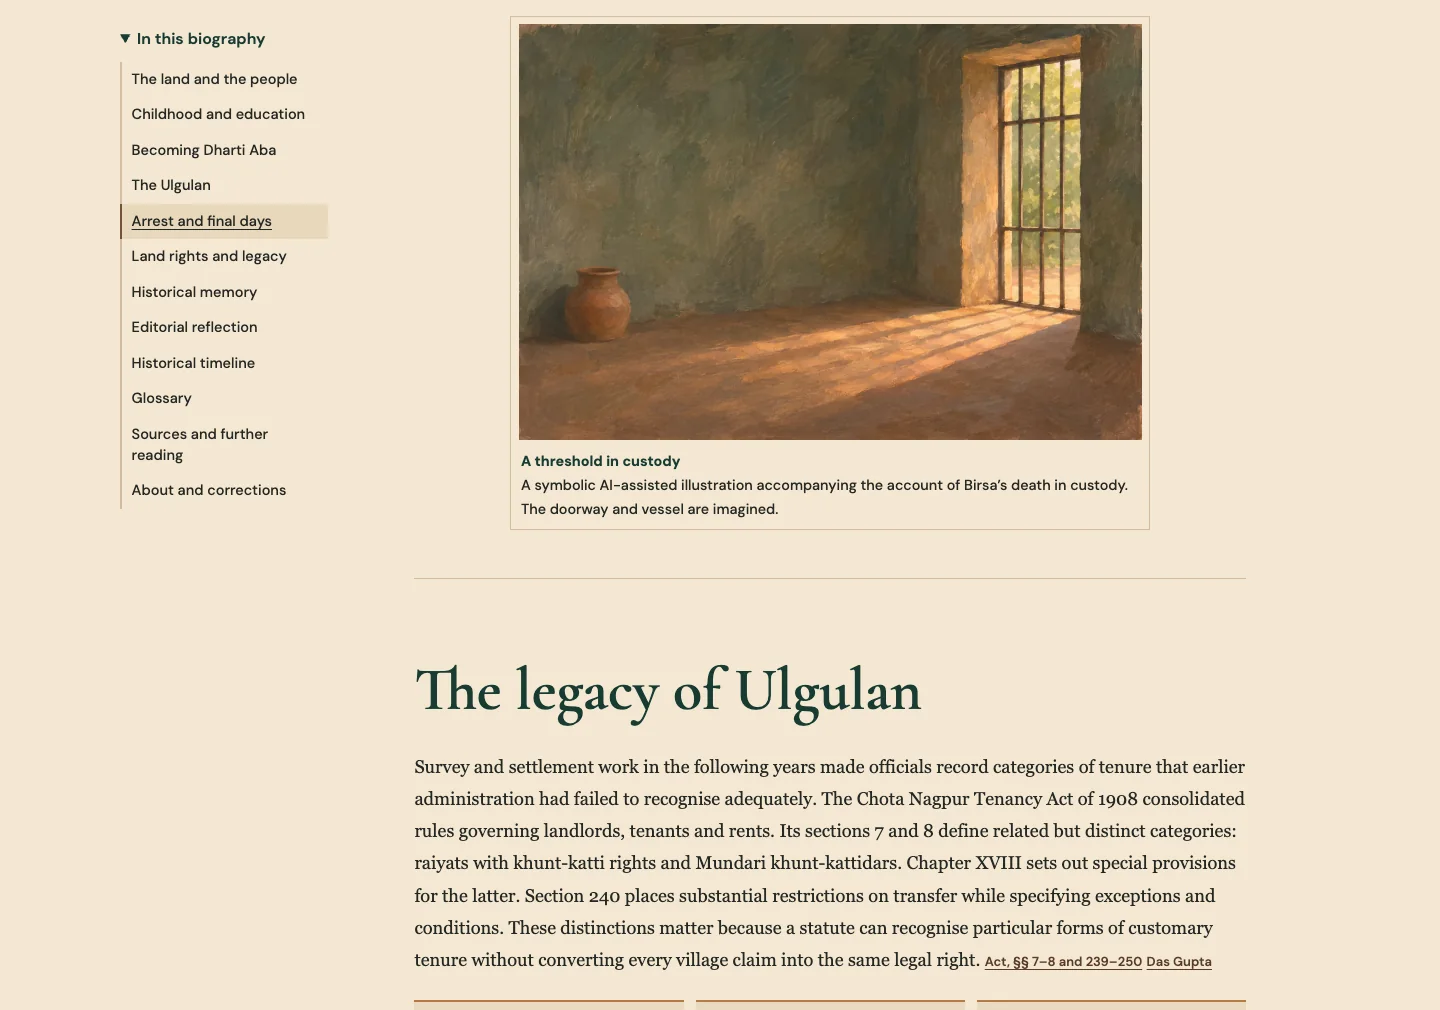 In this biography
The land and the people
Childhood and education
Becoming Dharti Aba
The Ulgulan
Arrest and final days
Land rights and legacy
Historical memory
Editorial reflection
Historical timeline
Glossary
Sources and further
reading
About and corrections
A threshold in custody
A symbolic AI-assisted illustration accompanying the account of Birsa’s death in custody.
The doorway and vessel are imagined.
The legacy of Ulgulan
Survey and settlement work in the following years made officials record categories of tenure that earlier
administration had failed to recognise adequately. The Chota Nagpur Tenancy Act of 1908 consolidated
rules governing landlords, tenants and rents. Its sections 7 and 8 define related but distinct categories:
raiyats with khunt-katti rights and Mundari khunt-kattidars. Chapter XVIII sets out special provisions
for the latter. Section 240 places substantial restrictions on transfer while specifying exceptions and
conditions. These distinctions matter because a statute can recognise particular forms of customary
tenure without converting every village claim into the same legal right. Act, §§ 7–8 and 239–250 Das Gupta